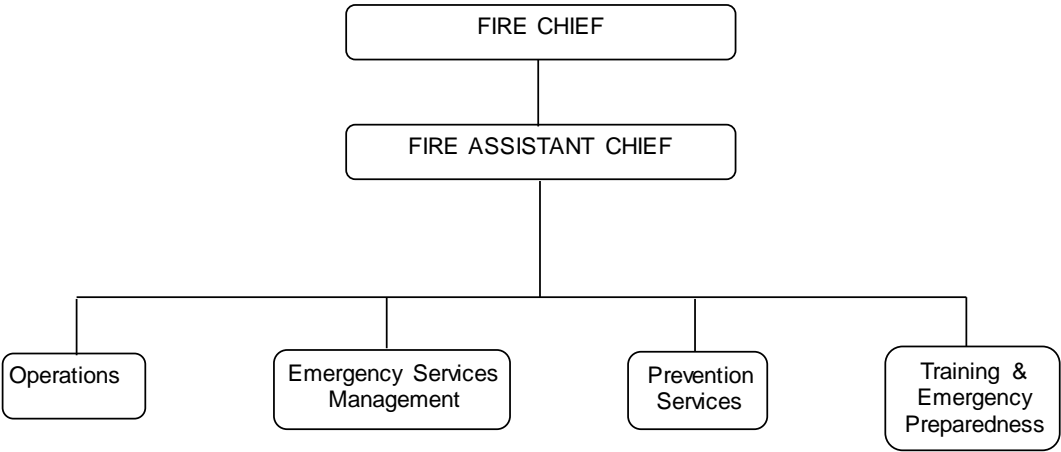 FIRE CHIEF
FIRE ASSISTANT CHIEF
Operations
Emergency Services
Management
Prevention
Services
Training &
Emergency
Preparedness